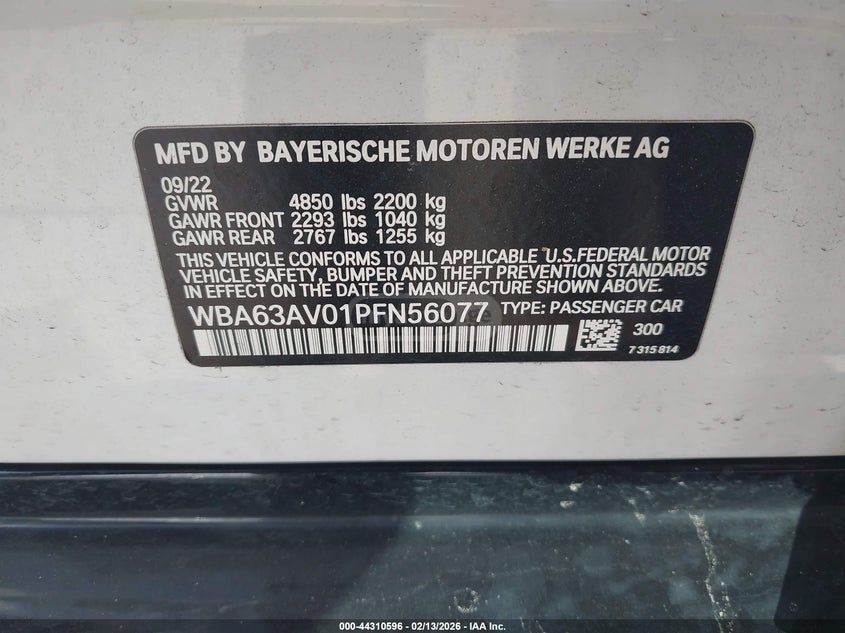 MFD BY BAYERISCHE MOTOREN WERKE AG
09/22
GVWR 4850 lbs 2200 kg
GAWR FRONT 2293 lbs 1040 kg
GAWR REAR 2767 lbs 1255 kg
THIS VEHICLE CONFORMS TO ALL APPLICABLE U.S.FEDERAL MOTOR
VEHICLE SAFETY, BUMPER AND THEFT PREVENTION STANDARDS
IN EFFECT ON THE DATE OF MANUFACTURE SHOWN ABOVE.
WBA63AV01PFN56077 TYPE: PASSENGER CAR
300
7315814
000-44310596 - 02/13/2026 - IAA Inc.